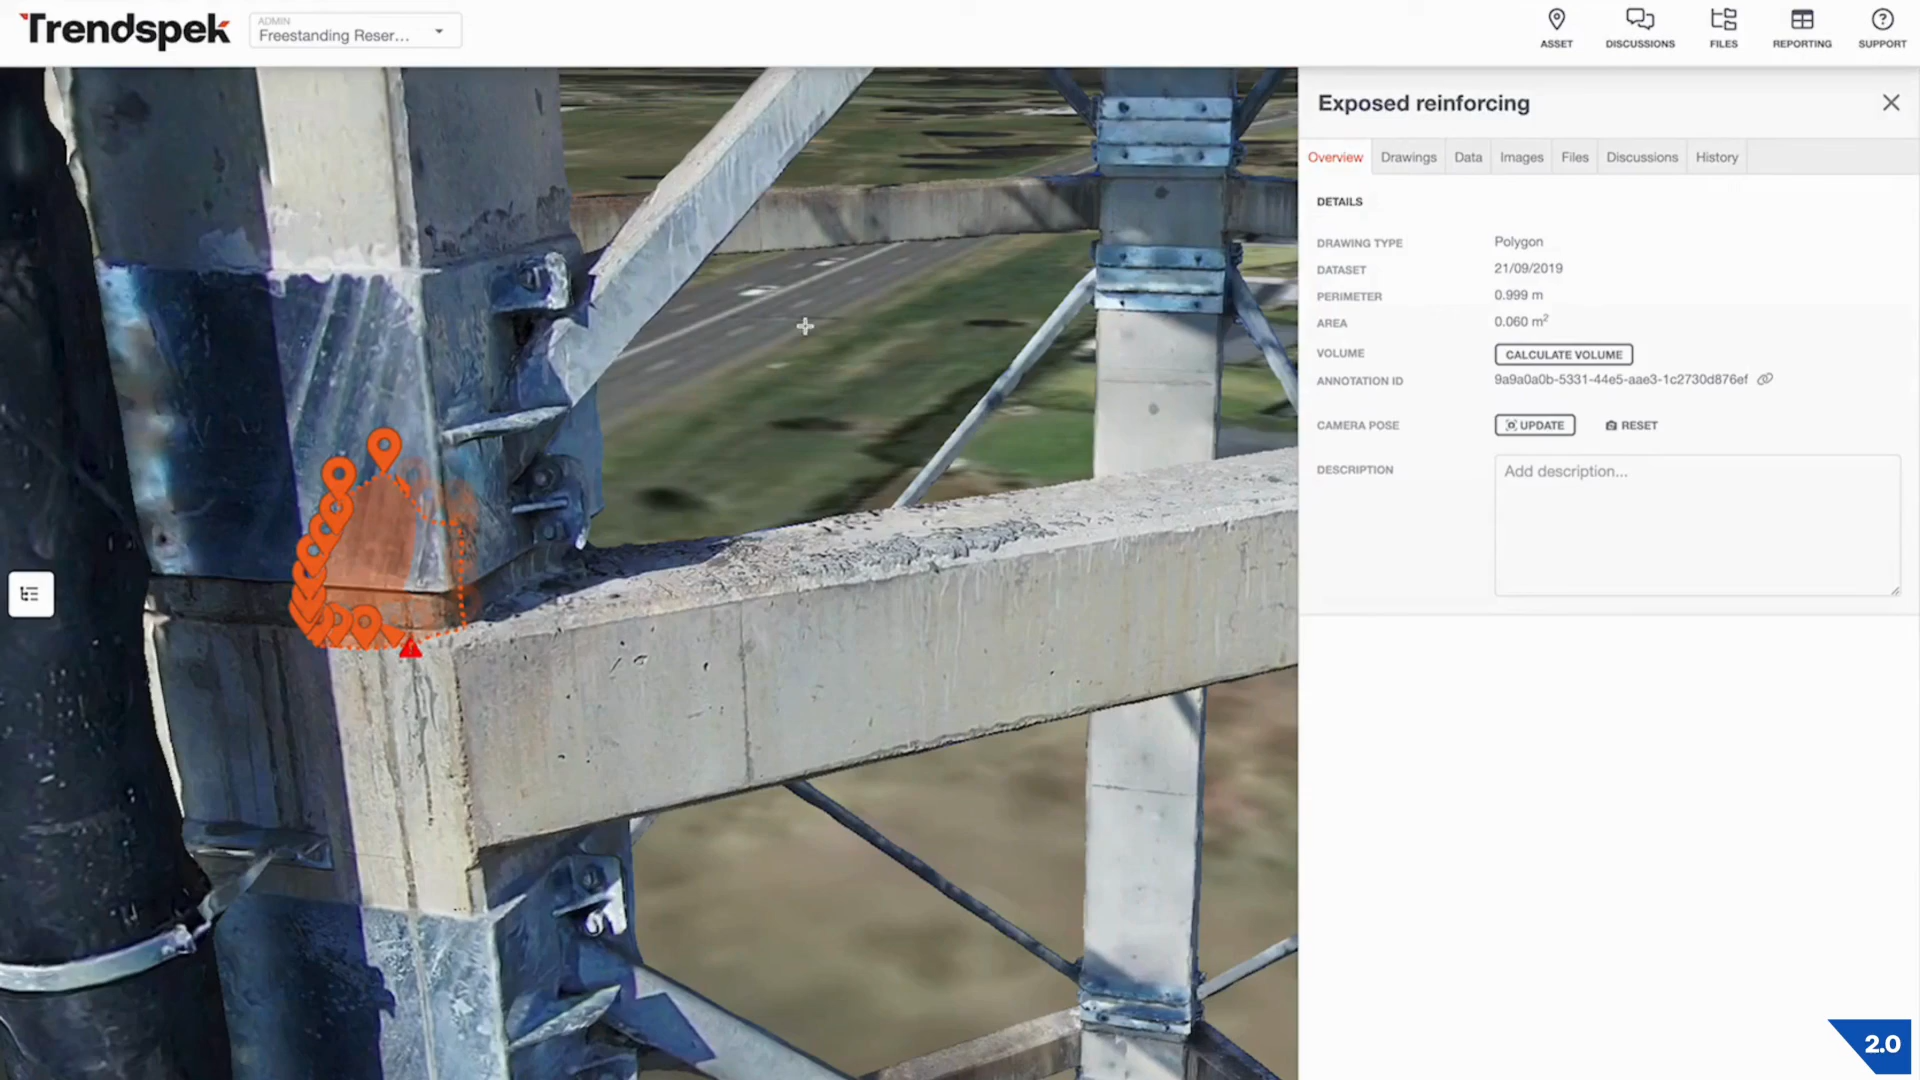 Trendspek
ADMIN
Freestanding Reser...
ASSET
DISCUSSIONS
FILES
REPORTING
SUPPORT
Exposed reinforcing
Overview
Drawings
Data
Images
Files
Discussions
History
DETAILS
DRAWING TYPE
Polygon
DATASET
21/09/2019
PERIMETER
0.999 m
AREA
0.060 m²
VOLUME
CALCULATE VOLUME
ANNOTATION ID
9a9a0a0b-5331-44e5-aae3-1c2730d876ef
CAMERA POSE
UPDATE
RESET
DESCRIPTION
Add description...
2.0